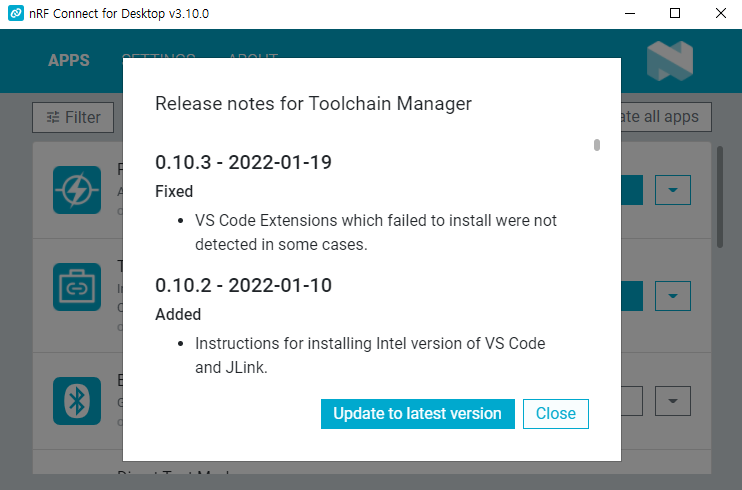 nRF Connect for Desktop v3.10.0
APPS SETTINGS ABOUT
Filter
all apps
Release notes for Toolchain Manager
0.10.3 - 2022-01-19
Fixed
• VS Code Extensions which failed to install were not
detected in some cases.
0.10.2 - 2022-01-10
Added
• Instructions for installing Intel version of VS Code
and JLink.
Update to latest version
Close